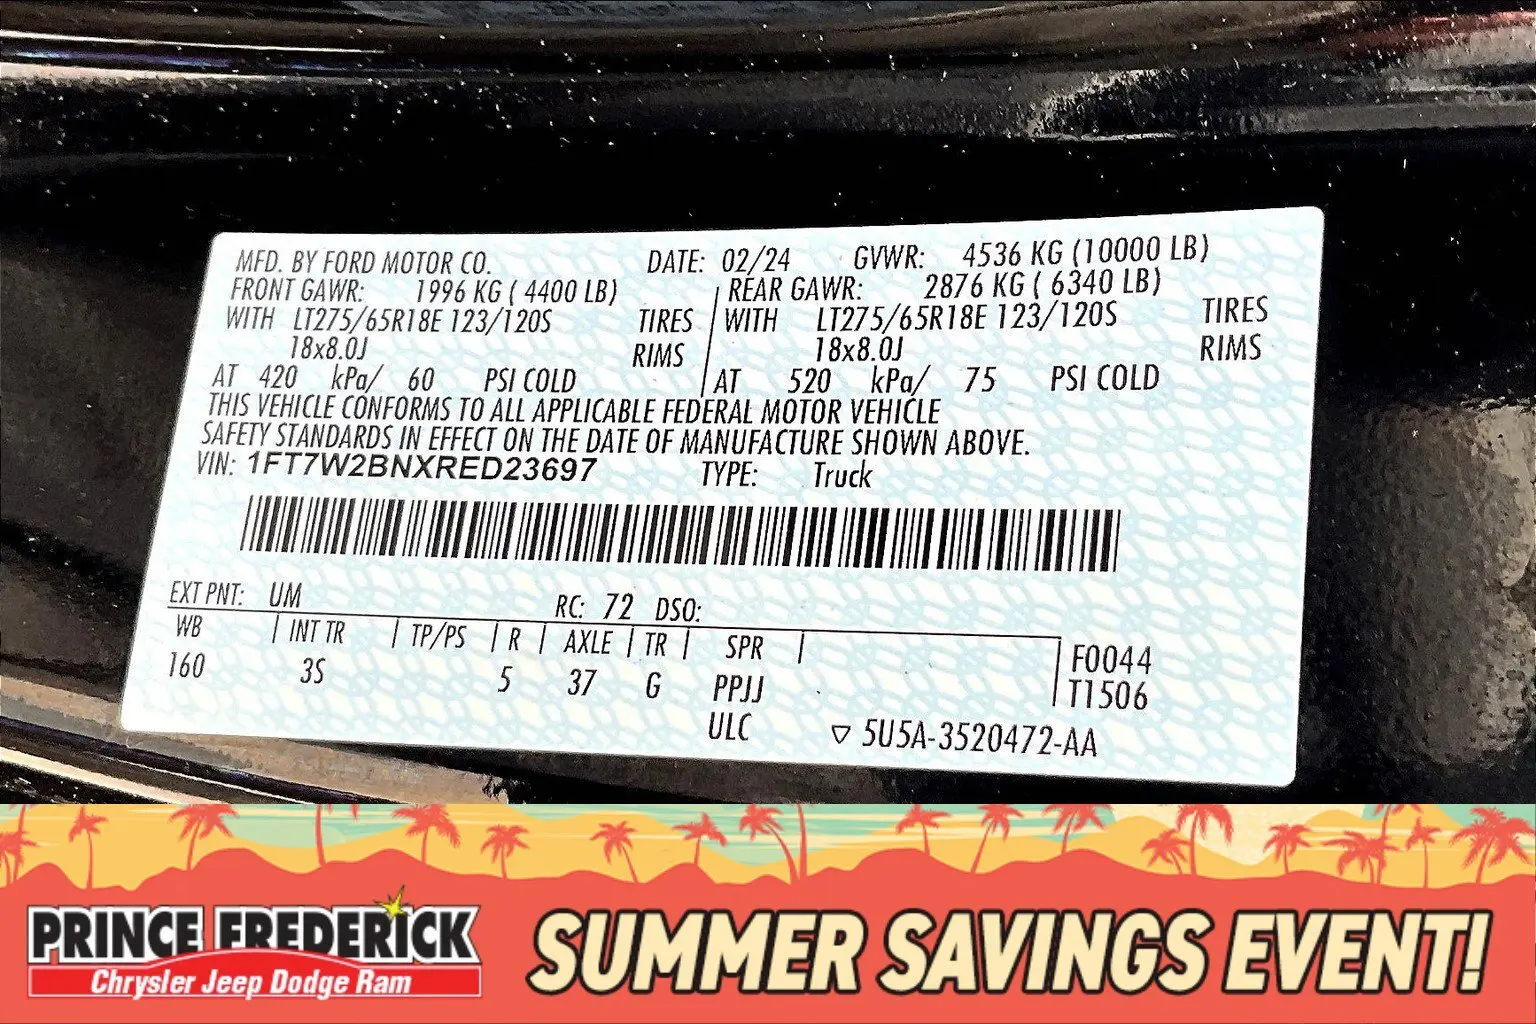 MFD. BY FORD MOTOR CO. DATE: 02/24 GVWR: 4536 KG (10000 LB)
FRONT GAWR: 1996 KG ( 4400 LB) REAR GAWR: 2876 KG ( 6340 LB)
WITH LT275/65R18E 123/120S TIRES WITH LT275/65R18E 123/120S TIRES
18x8.0J RIMS 18x8.0J RIMS
AT 420 kPa/ 60 PSI COLD AT 520 kPa/ 75 PSI COLD
THIS VEHICLE CONFORMS TO ALL APPLICABLE FEDERAL MOTOR VEHICLE
SAFETY STANDARDS IN EFFECT ON THE DATE OF MANUFACTURE SHOWN ABOVE.
VIN: 1FT7W2BNXRED23697 TYPE: Truck
EXT PNT: UM RC: 72 DSO:
WB INT TR TP/PS R AXLE TR SPR F0044
160 3S 5 37 G PPJJ T1506
ULC ▽ 5U5A-3520472-AA
PRINCE FREDERICK
Chrysler Jeep Dodge Ram
SUMMER SAVINGS EVENT!